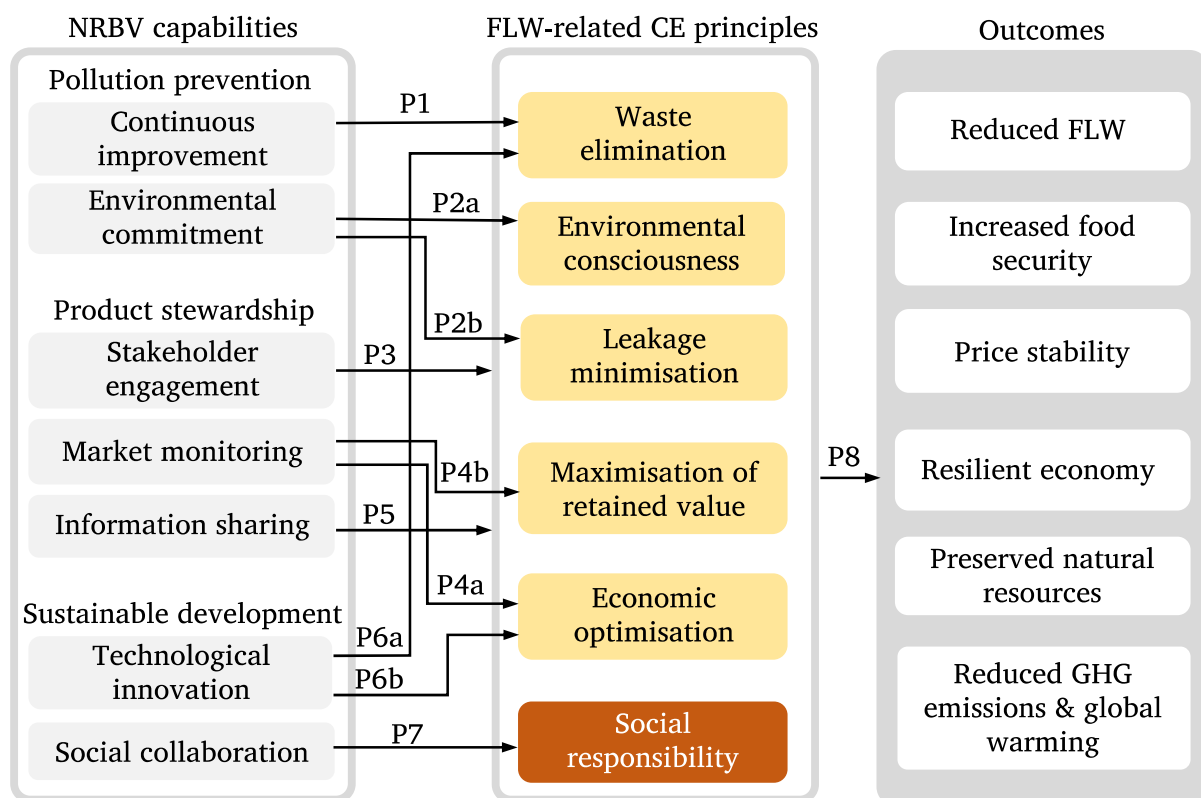 NRBV capabilities
Pollution prevention
Continuous
improvement
Environmental
commitment
Product stewardship
Stakeholder
engagement
Market monitoring
Information sharing
Sustainable development
Technological
innovation
Social collaboration
P1
P2a
P2b
P3
P4b
P5
P4a
P6a
P6b
P7
FLW-related CE principles
Waste
elimination
Environmental
consciousness
Leakage
minimisation
Maximisation of
retained value
Economic
optimisation
Social
responsibility
P8
Outcomes
Reduced FLW
Increased food
security
Price stability
Resilient economy
Preserved natural
resources
Reduced GHG
emissions & global
warming